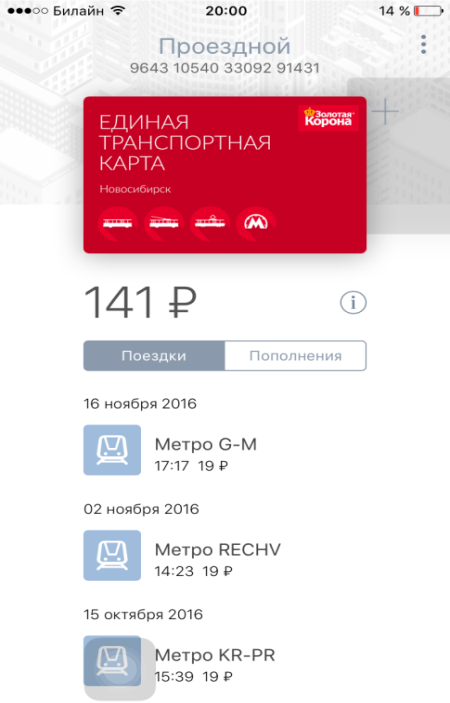 Билайн 20:00 14 %
Проездной
9643 10540 33092 91431
ЕДИНАЯ
ТРАНСПОРТНАЯ
КАРТА
Золотая
Корона
Новосибирск
М
141 ₽
i
Поездки Пополнения
16 ноября 2016
Метро G-M
17:17 19 ₽
02 ноября 2016
Метро RECHV
14:23 19 ₽
15 октября 2016
Метро KR-PR
15:39 19 ₽